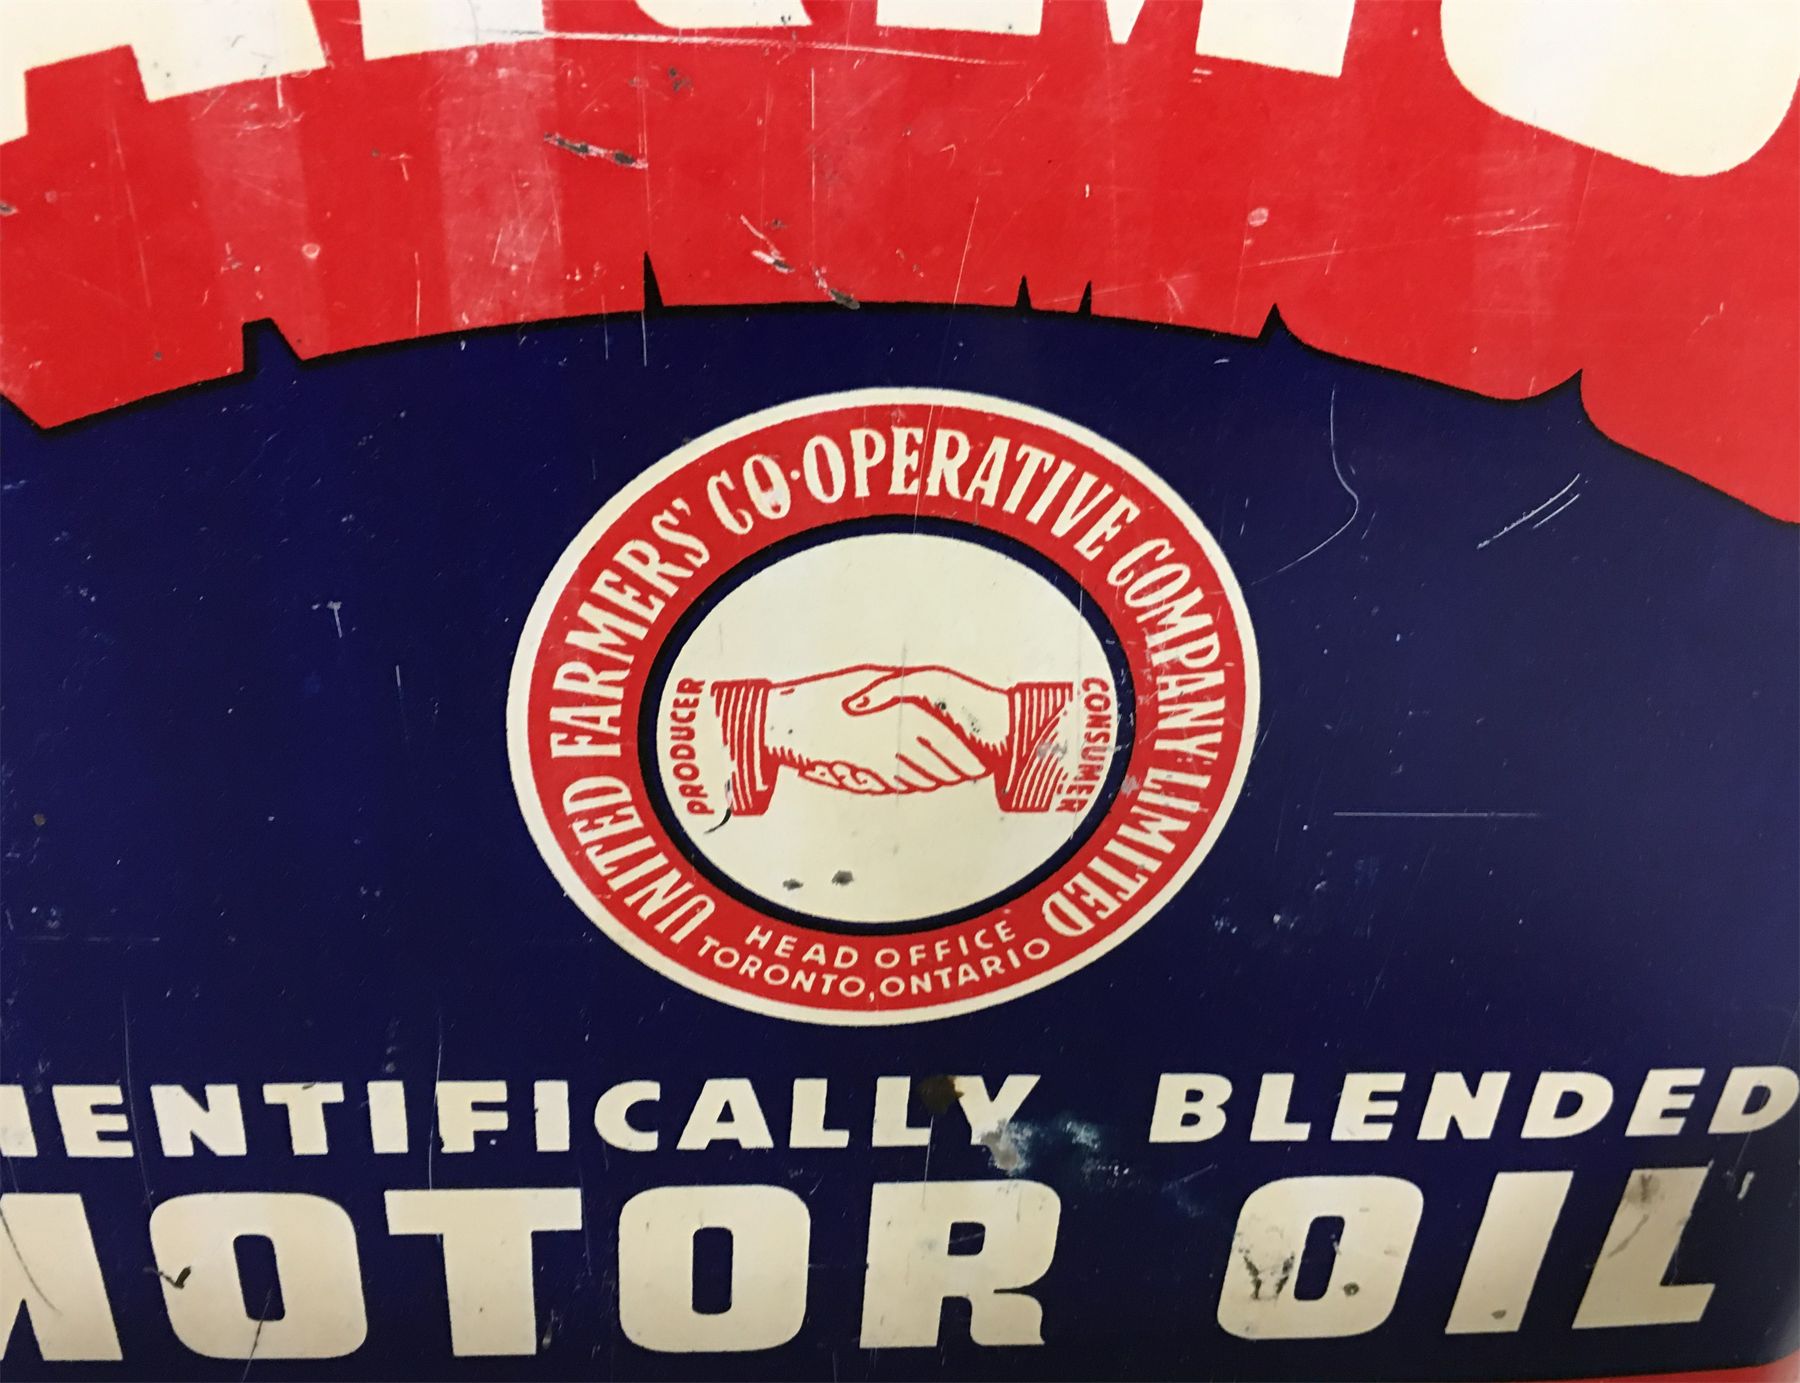 UNITED FARMERS' CO-OPERATIVE COMPANY LIMITED
PRODUCER
CONSUMER
HEAD OFFICE
TORONTO, ONTARIO
IENTIFICALLY BLENDED
MOTOR OIL